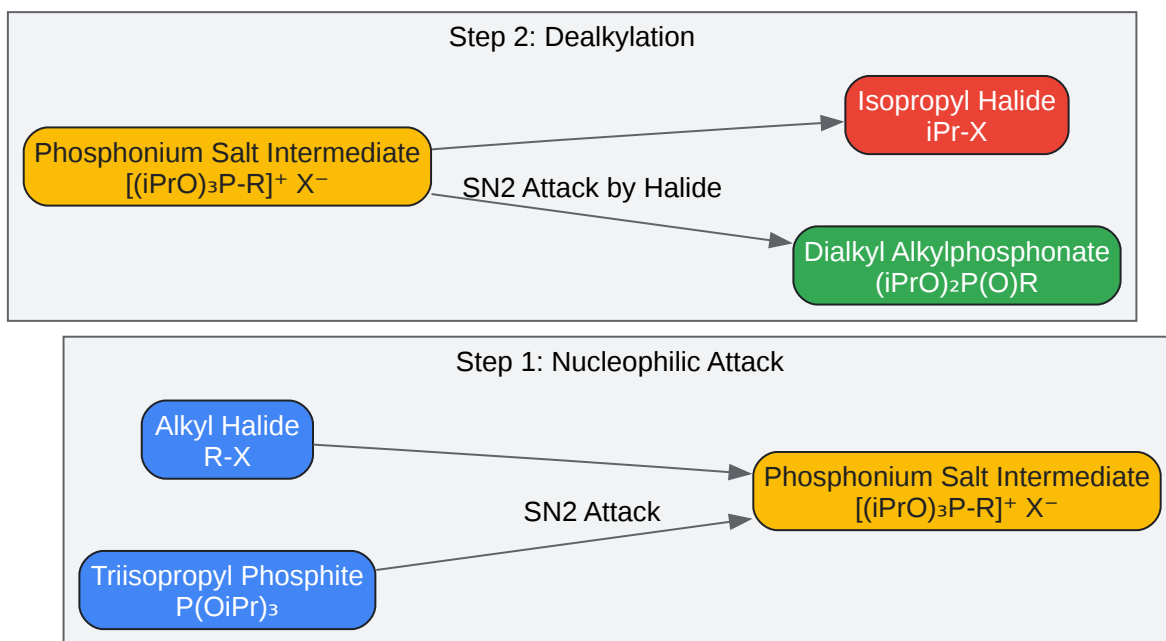 Step 2: Dealkylation
Isopropyl Halide
iPr-X
Phosphonium Salt Intermediate
[(iPrO)₃P-R]⁺ X⁻
SN2 Attack by Halide
Dialkyl Alkylphosphonate
(iPrO)₂P(O)R
Step 1: Nucleophilic Attack
Alkyl Halide
R-X
Phosphonium Salt Intermediate
[(iPrO)₃P-R]⁺ X⁻
SN2 Attack
Triisopropyl Phosphite
P(OiPr)₃